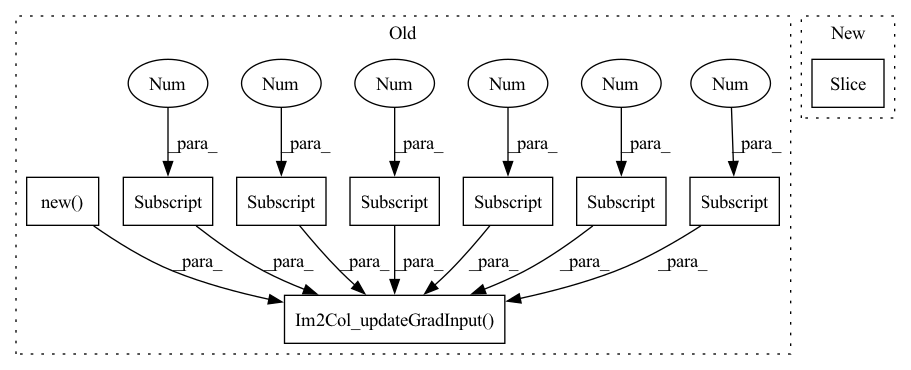 Old
New
Num Num Num Num Num Num
Slice
_para_ _para_ _para_ _para_ _para_ _para_
new() Subscript Subscript Subscript Subscript Subscript Subscript
_para_ _para_ _para_ _para_ _para_ _para_ _para_
Im2Col_updateGradInput()